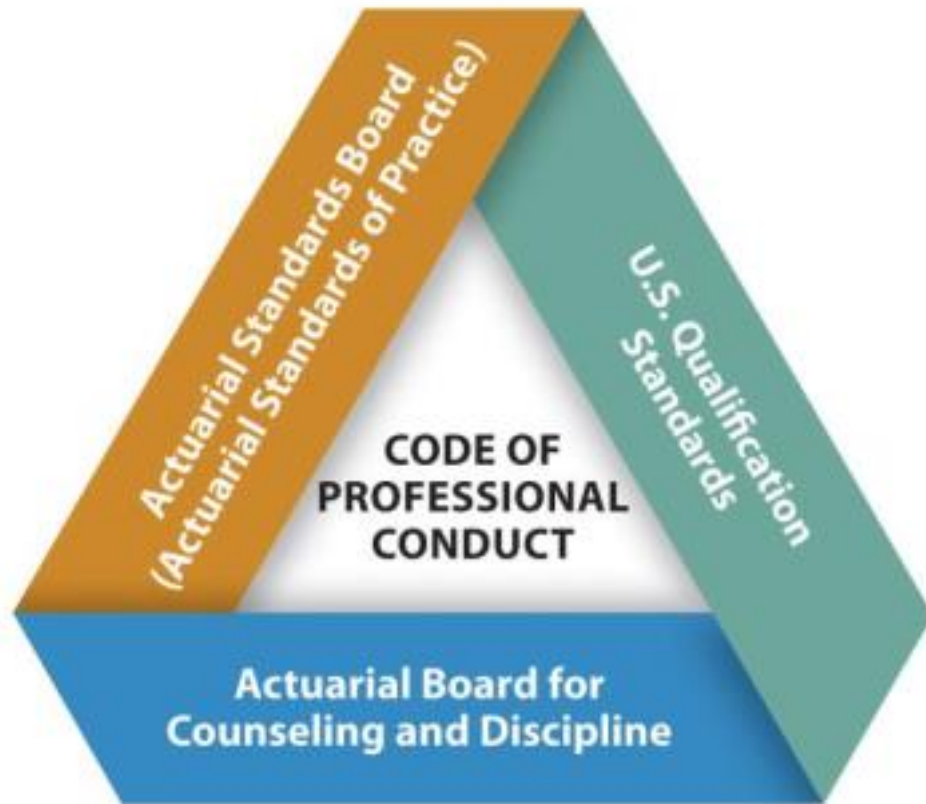 Actuarial Standards Board
(Actuarial Standards of Practice)
U.S. Qualification
Standards
CODE OF
PROFESSIONAL
CONDUCT
Actuarial Board for
Counseling and Discipline